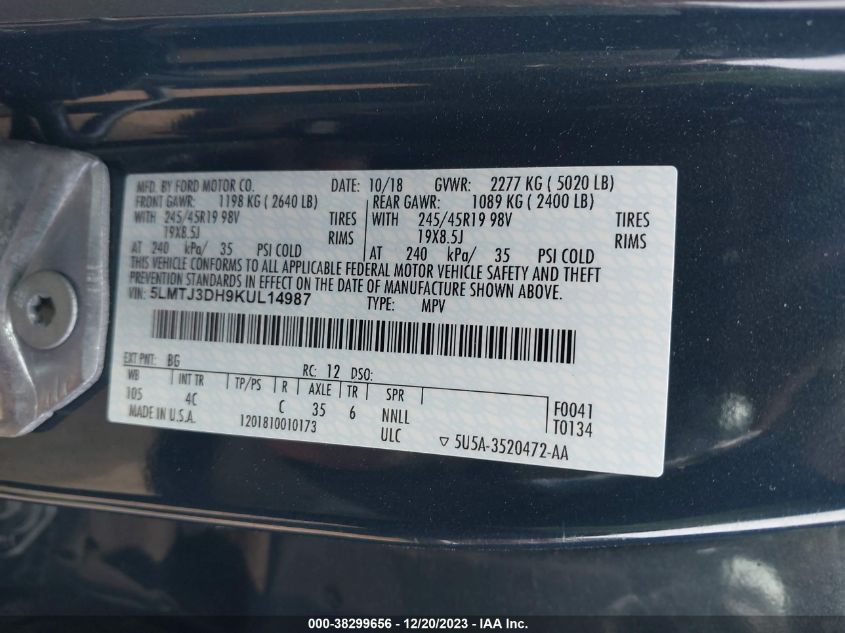 MFD. BY FORD MOTOR CO. DATE: 10/18 GVWR: 2277 KG ( 5020 LB)
FRONT GAWR: 1198 KG ( 2640 LB) REAR GAWR: 1089 KG ( 2400 LB)
WITH 245/45R19 98V TIRES WITH 245/45R19 98V TIRES
19X8.5J RIMS 19X8.5J RIMS
AT 240 kPa/ 35 PSI COLD AT 240 kPa/ 35 PSI COLD
THIS VEHICLE CONFORMS TO ALL APPLICABLE FEDERAL MOTOR VEHICLE SAFETY AND THEFT
PREVENTION STANDARDS IN EFFECT ON THE DATE OF MANUFACTURE SHOWN ABOVE.
VIN: 5LMTJ3DH9KUL14987 TYPE: MPV
EXT PNT: BG RC: 12 DSO:
WB INT TR TP/PS R AXLE TR SPR
105 4C C 35 6 NNLL F0041
MADE IN U.S.A. 1201810010173 ULC T0134
5U5A-3520472-AA
000-38299656 - 12/20/2023 - IAA Inc.